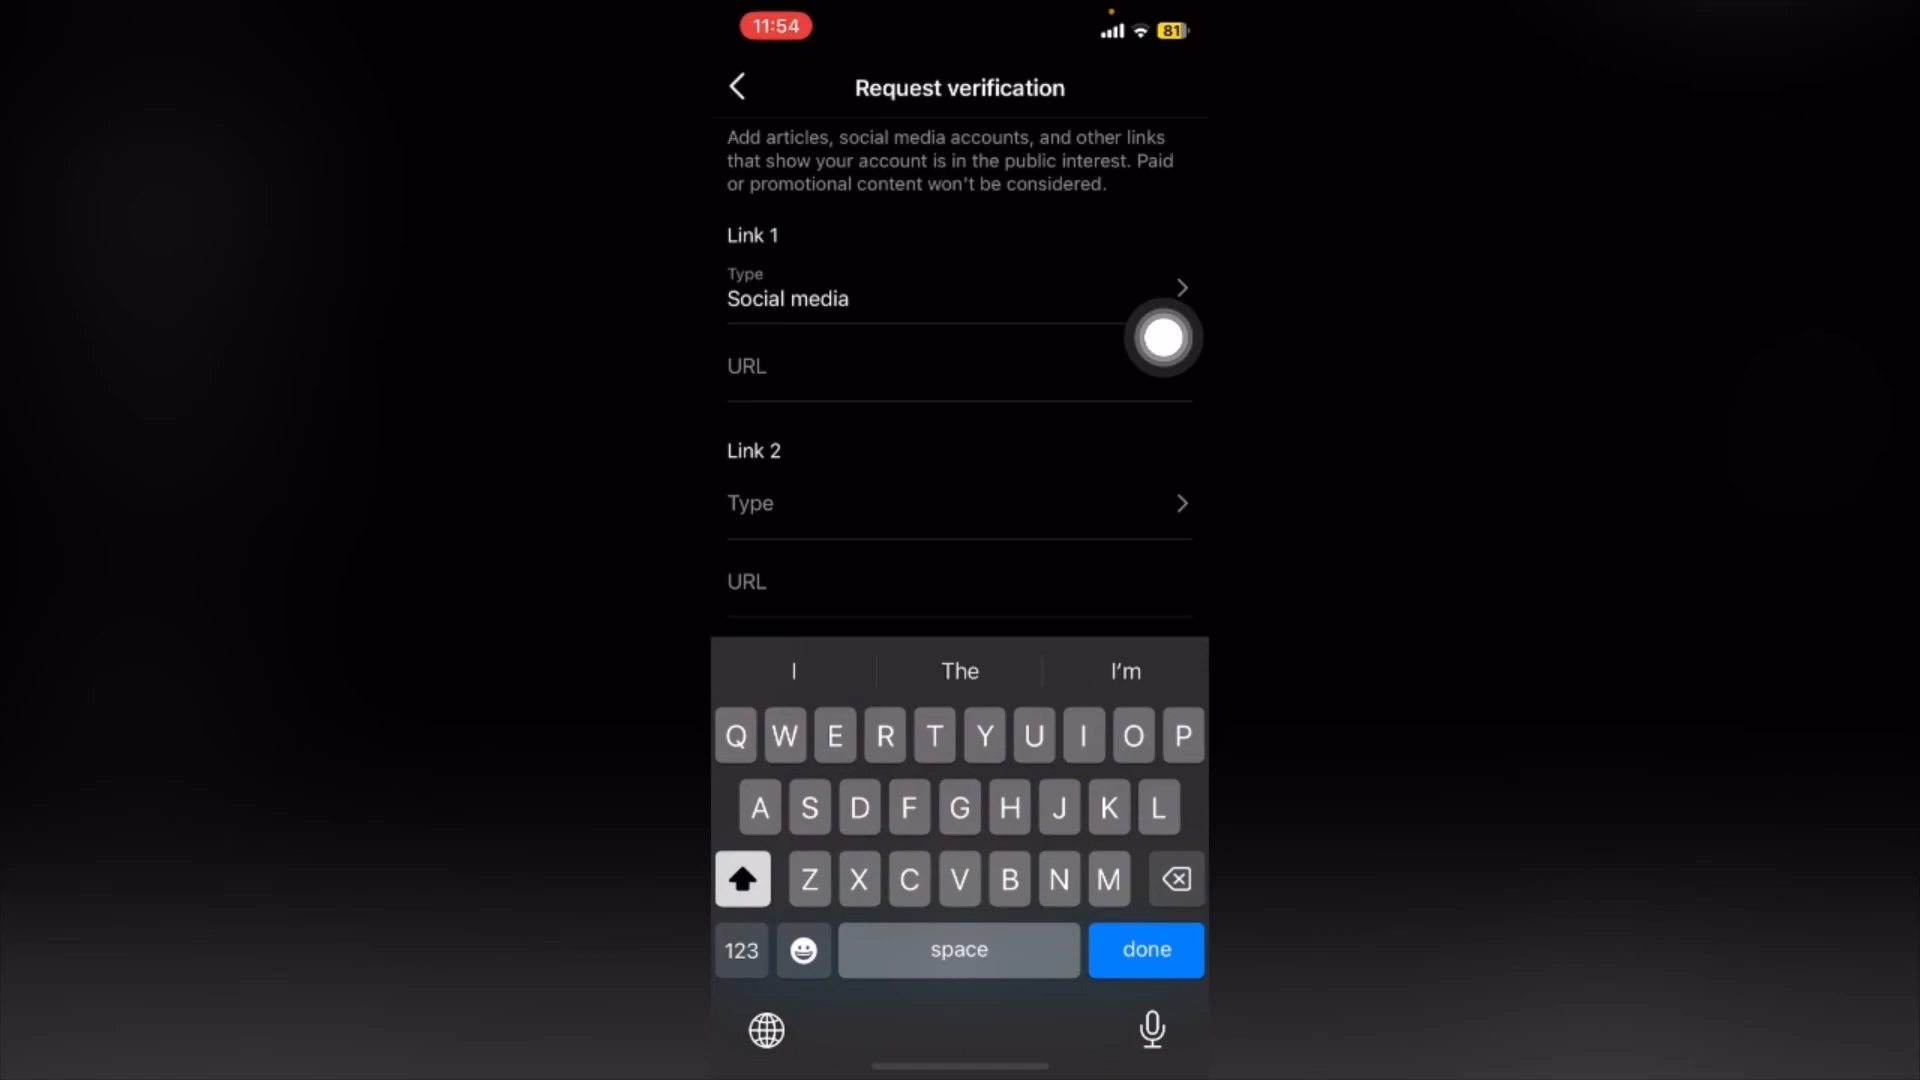 11:54
81
Request verification
Add articles, social media accounts, and other links
that show your account is in the public interest. Paid
or promotional content won't be considered.
Link 1
Type
Social media
URL
Link 2
Type
URL
I The I'm
Q W E R T Y U I O P
A S D F G H J K L
Z X C V B N M
123 space done